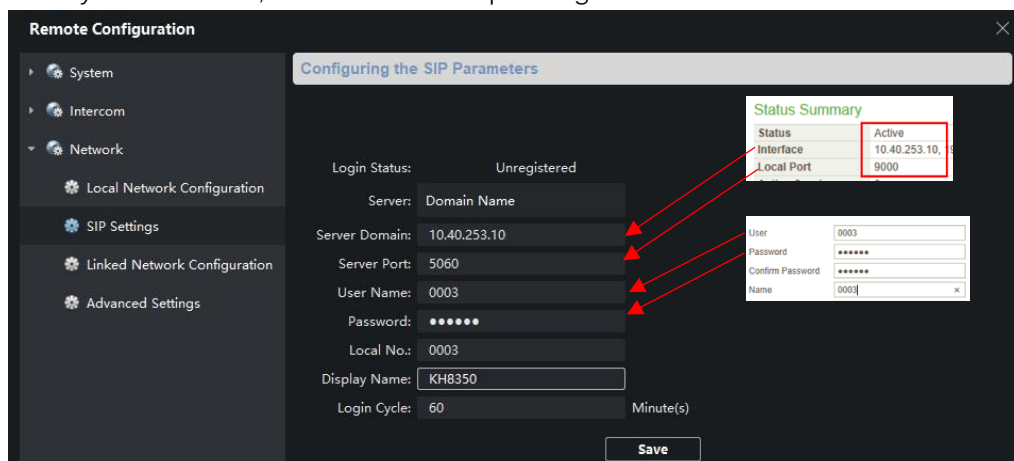 Remote Configuration
System
Configuring the SIP Parameters
Intercom
Network
Local Network Configuration
SIP Settings
Linked Network Configuration
Advanced Settings
Login Status: Unregistered
Server: Domain Name
Server Domain: 10.40.253.10
Server Port: 5060
User Name: 0003
Password: ●●●●●●
Local No.: 0003
Display Name: KH8350
Login Cycle: 60 Minute(s)
Save
Status Summary
Status Active
Interface 10.40.253.10,
Local Port 9000
User 0003
Password ●●●●●●
Confirm Password ●●●●●●
Name 0003 ×